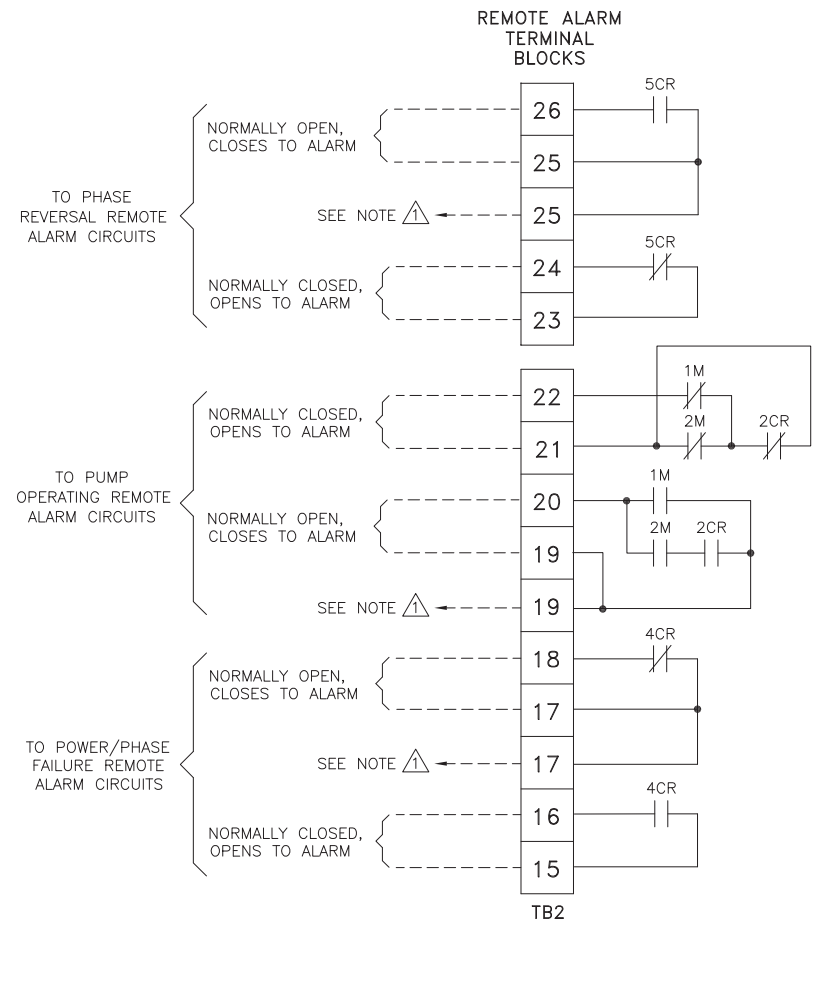 REMOTE ALARM
TERMINAL
BLOCKS
5CR
26
NORMALLY OPEN,
CLOSES TO ALARM
25
TO PHASE
REVERSAL REMOTE
ALARM CIRCUITS
SEE NOTE 1
25
5CR
24
NORMALLY CLOSED,
OPENS TO ALARM
23
1M
22
NORMALLY CLOSED,
OPENS TO ALARM
2M
2CR
21
TO PUMP
OPERATING REMOTE
ALARM CIRCUITS
1M
20
NORMALLY OPEN,
CLOSES TO ALARM
2M
2CR
19
SEE NOTE 1
19
4CR
18
NORMALLY OPEN,
CLOSES TO ALARM
17
TO POWER/PHASE
FAILURE REMOTE
ALARM CIRCUITS
SEE NOTE 1
17
4CR
16
NORMALLY CLOSED,
OPENS TO ALARM
15
TB2